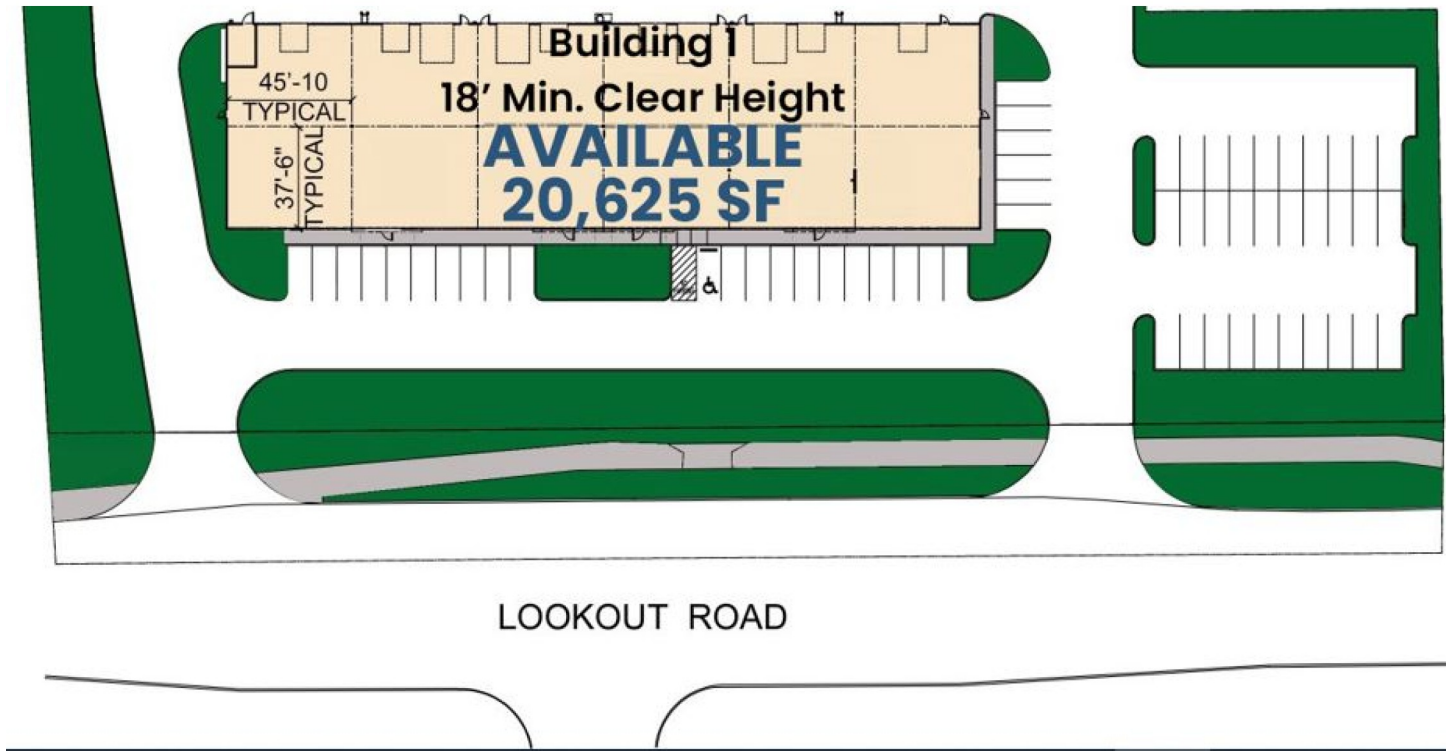 Building 1
45'-10
18' Min. Clear Height
TYPICAL
AVAILABLE
37'-6"
TYPICAL
20,625 SF
LOOKOUT ROAD